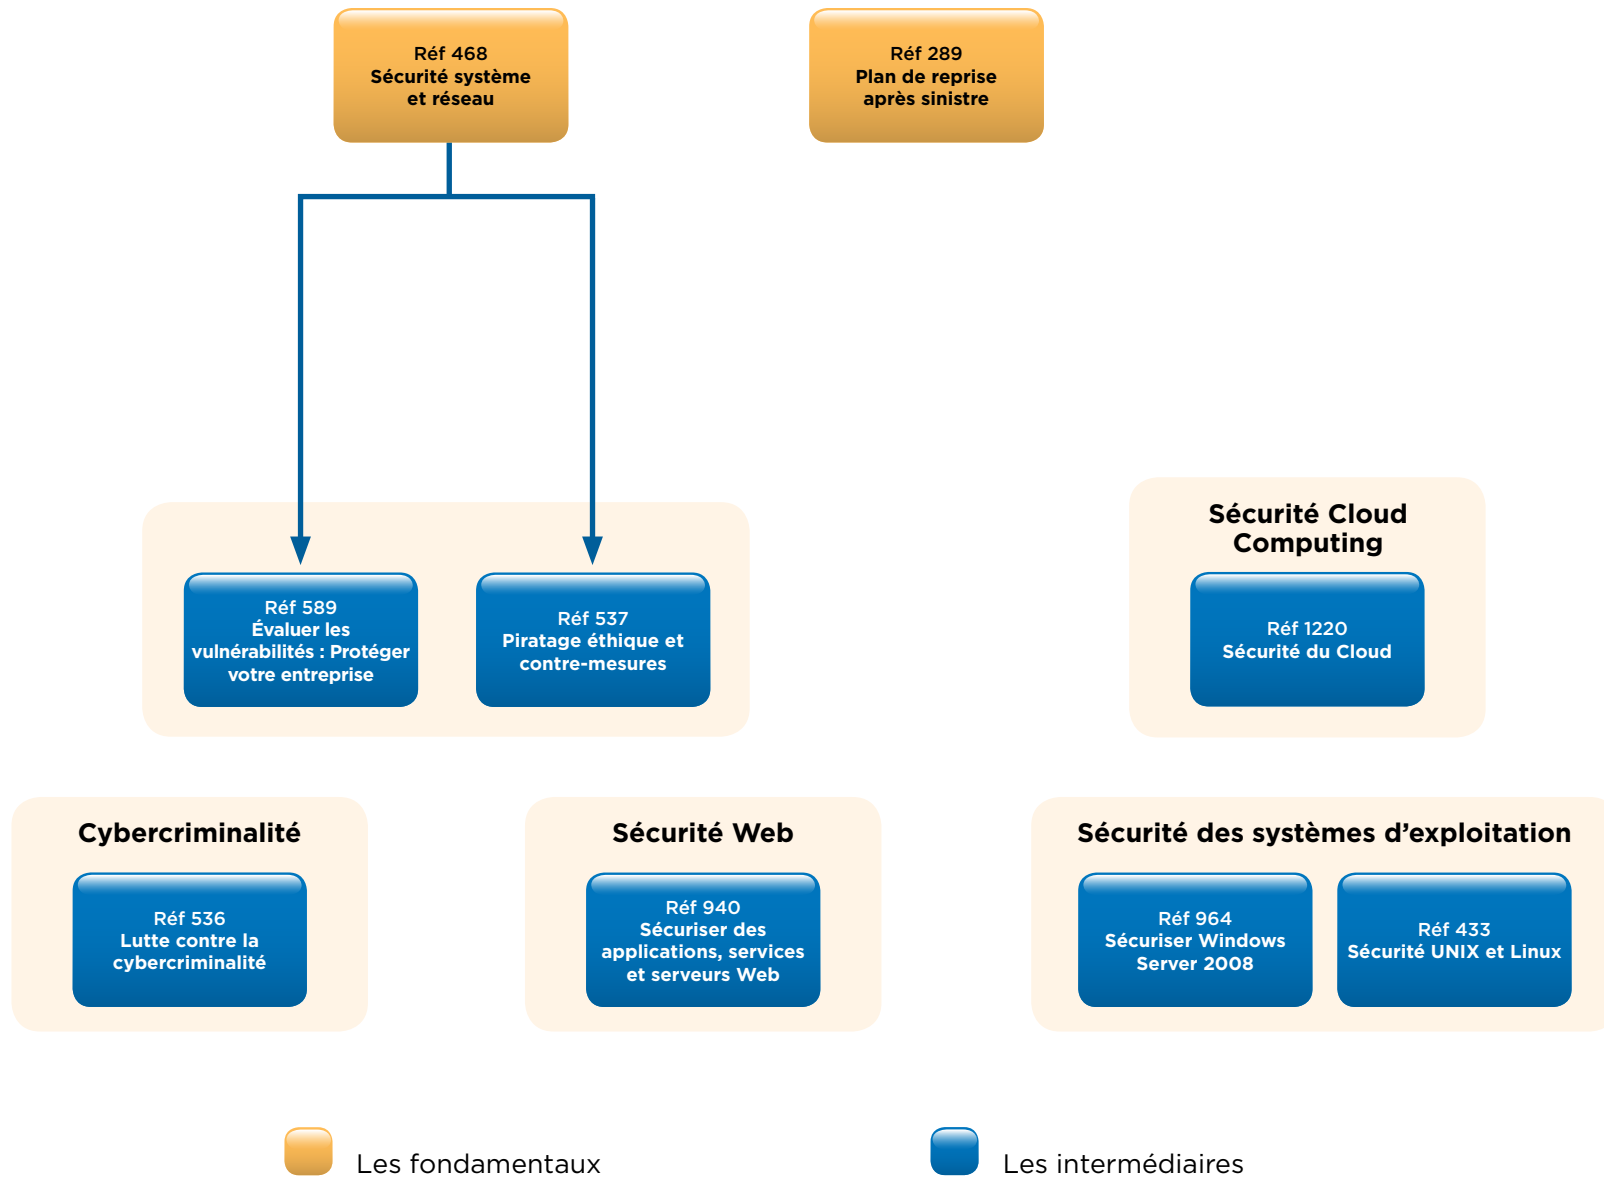 Réf 468
Sécurité système
et réseau
Réf 289
Plan de reprise
après sinistre
Réf 589
Évaluer les
vulnérabilités : Protéger
votre entreprise
Réf 537
Piratage éthique et
contre-mesures
Sécurité Cloud
Computing
Réf 1220
Sécurité du Cloud
Cybercriminalité
Réf 536
Lutte contre la
cybercriminalité
Sécurité Web
Réf 940
Sécuriser des
applications, services
et serveurs Web
Sécurité des systèmes d’exploitation
Réf 964
Sécuriser Windows
Server 2008
Réf 433
Sécurité UNIX et Linux
Les fondamentaux
Les intermédiaires